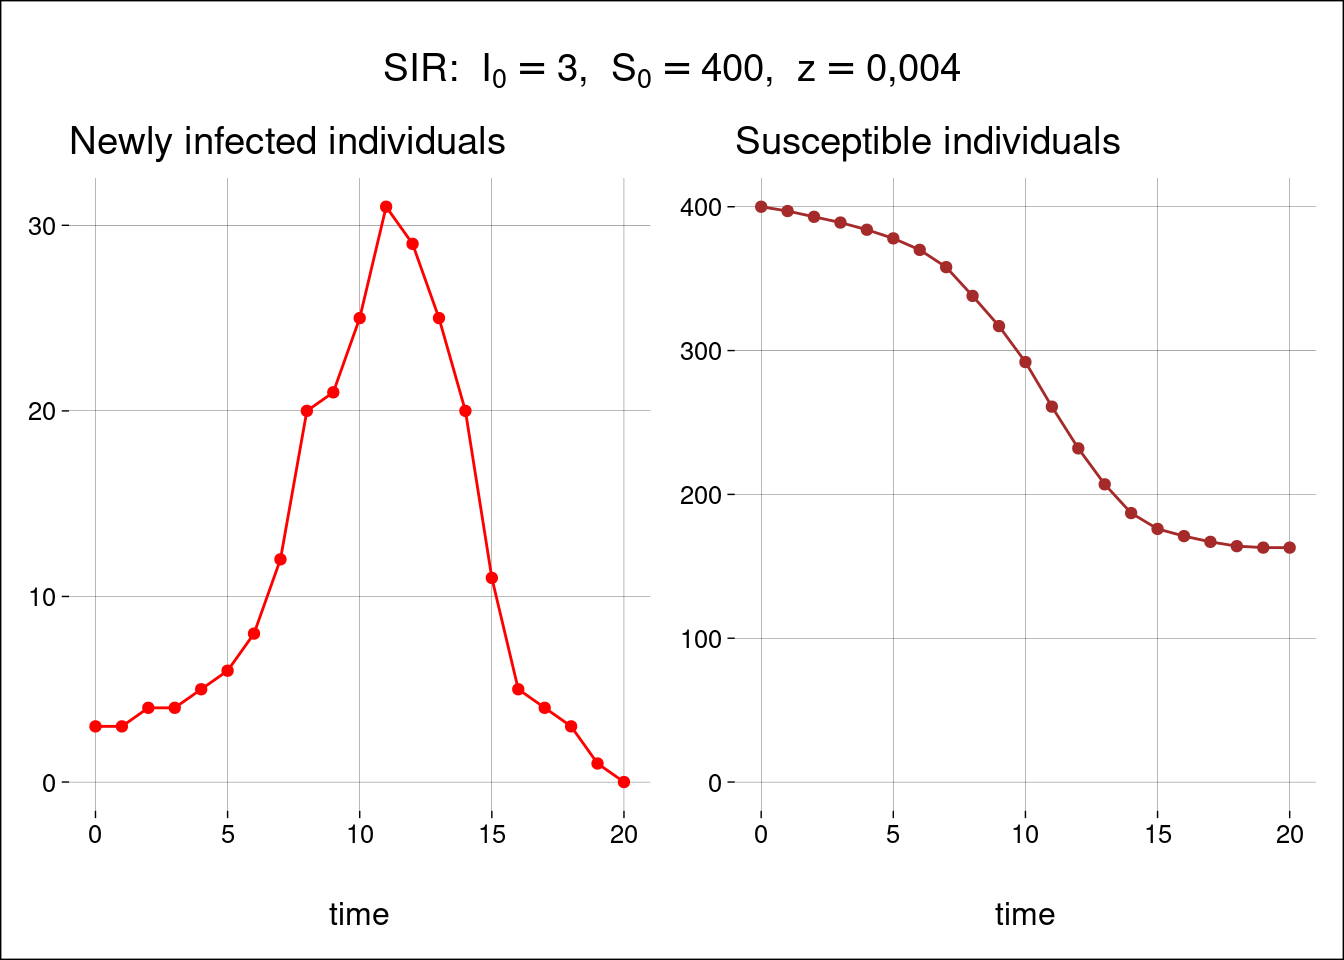 SIR: I₀ = 3, S₀ = 400, z = 0,004
Newly infected individuals
30
20
10
0
0 5 10 15 20
time
Susceptible individuals
400
300
200
100
0
0 5 10 15 20
time